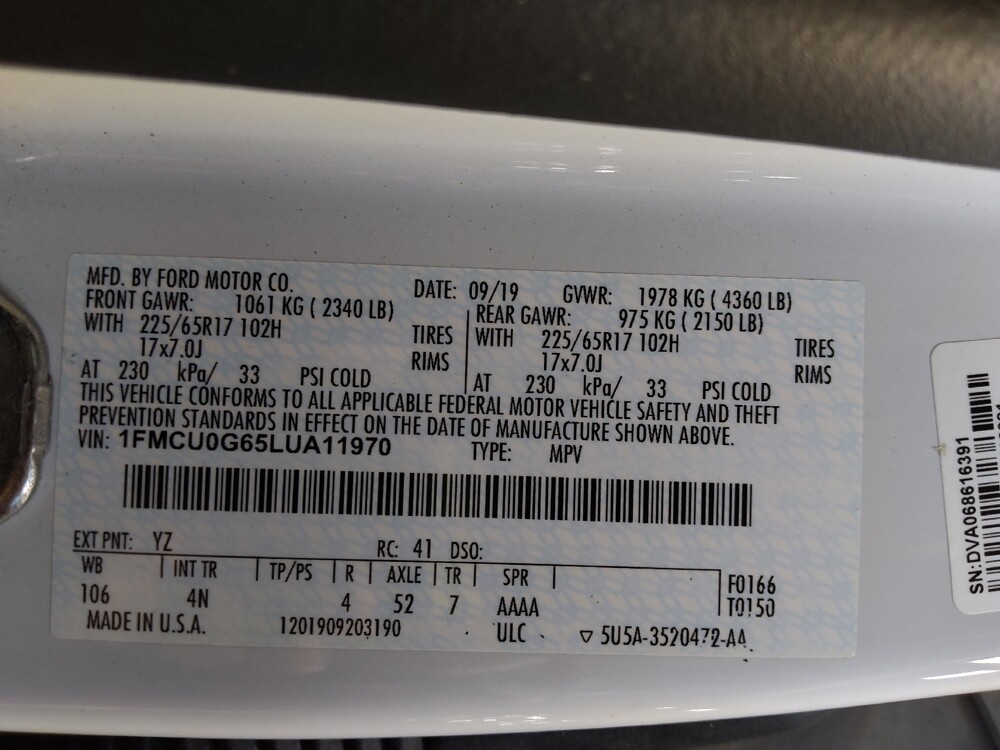 MFD. BY FORD MOTOR CO.
DATE: 09/19 GVWR: 1978 KG ( 4360 LB)
FRONT GAWR: 1061 KG ( 2340 LB)
WITH 225/65R17 102H TIRES
17x7.0J RIMS
AT 230 kPa/ 33 PSI COLD
REAR GAWR: 975 KG ( 2150 LB)
WITH 225/65R17 102H TIRES
17x7.0J RIMS
AT 230 kPa/ 33 PSI COLD
THIS VEHICLE CONFORMS TO ALL APPLICABLE FEDERAL MOTOR VEHICLE SAFETY AND THEFT
PREVENTION STANDARDS IN EFFECT ON THE DATE OF MANUFACTURE SHOWN ABOVE.
VIN: 1FMCU0G65LUA11970 TYPE: MPV
EXT PNT: YZ RC: 41 DSO:
WB INT TR TP/PS R AXLE TR SPR
106 4N 4 52 7 AAAA
F0166
T0150
MADE IN U.S.A. 1201909203190 ULC 5U5A-3520472-AA
SN:DVA068616391